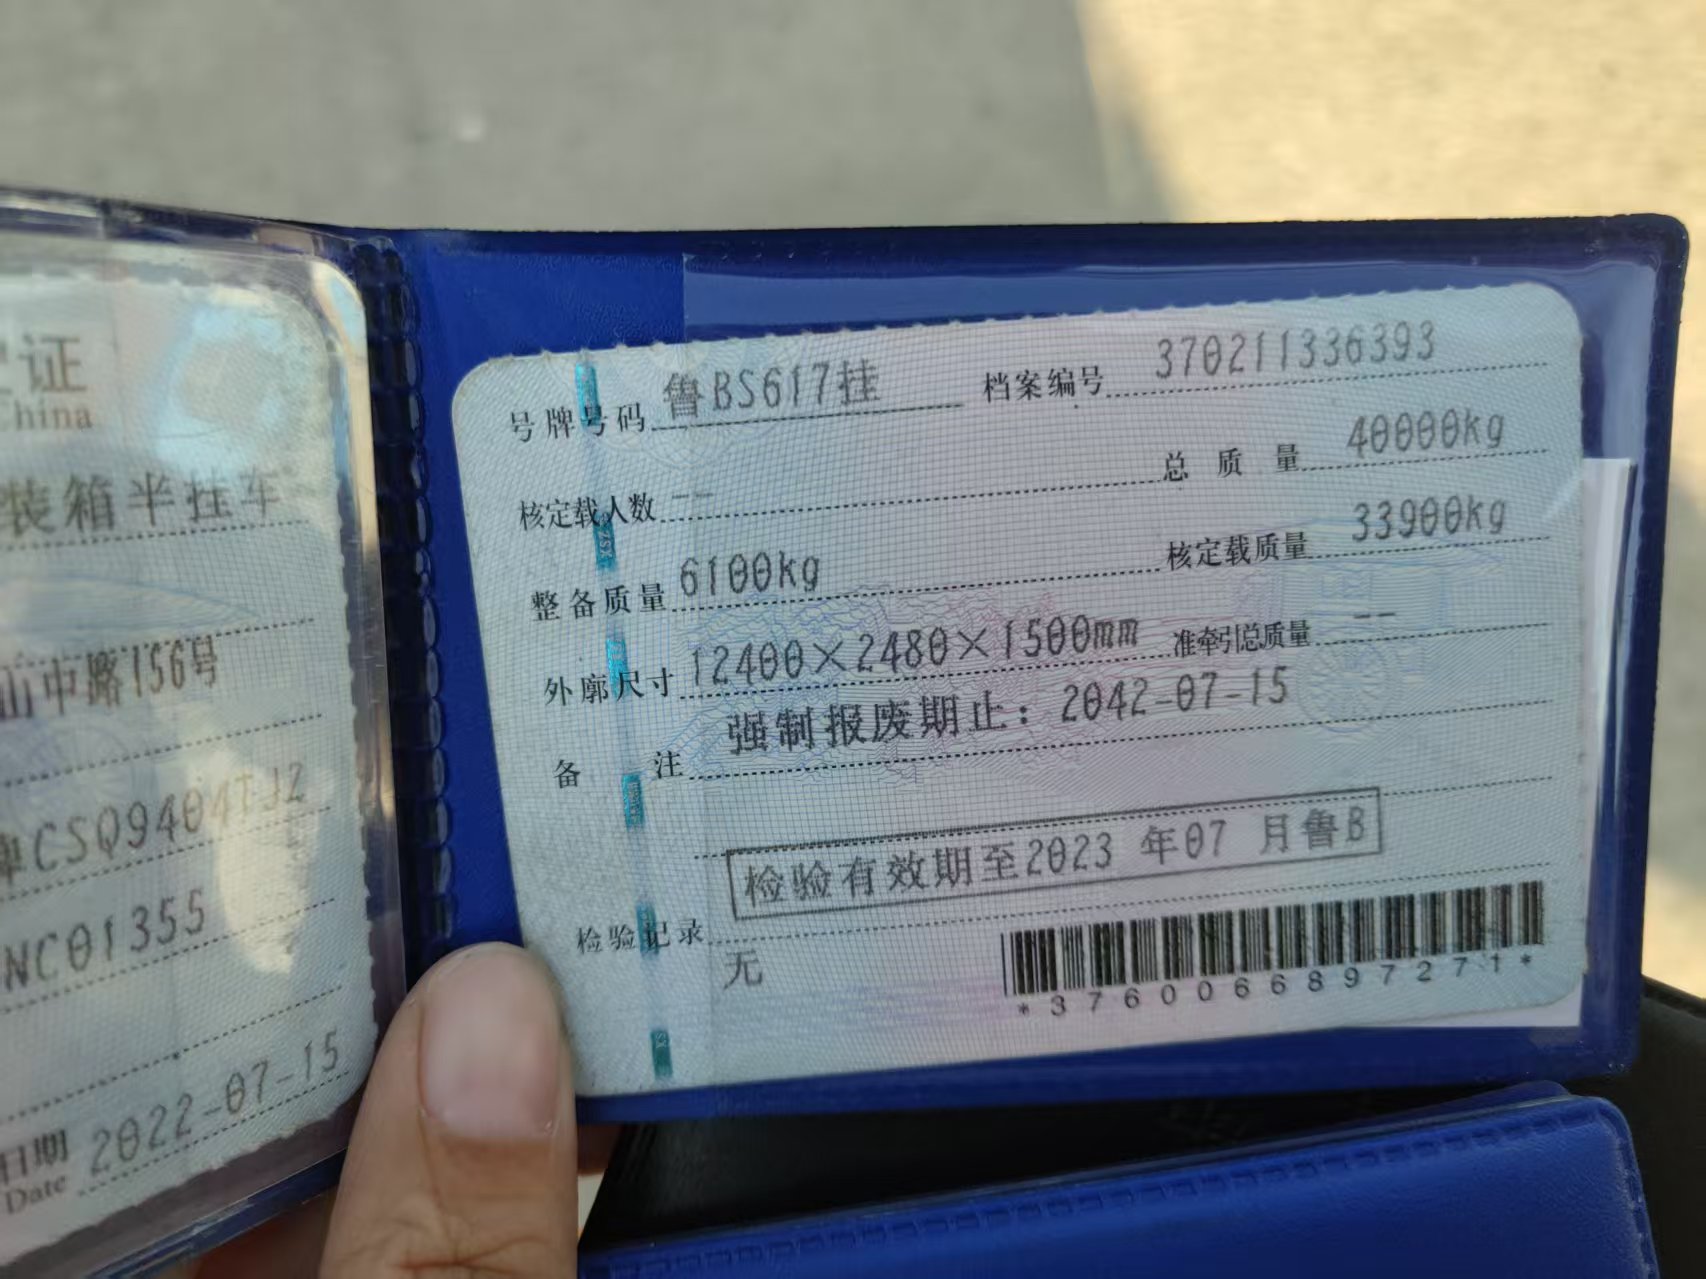 证
China
装箱半挂车
山中路156号
CSQ9404TJZ
NC01355
日期 2022-07-15
Date
号牌号码 鲁BS617挂 档案编号 370211336393
核定载人数 -- 总质量 40000kg
整备质量 6100kg 核定载质量 33900kg
外廓尺寸 12400×2480×1500mm 准牵引总质量 --
备注 强制报废期止：2042-07-15
检验有效期至2023 年07 月鲁B
检验记录
无
*3760066897271*